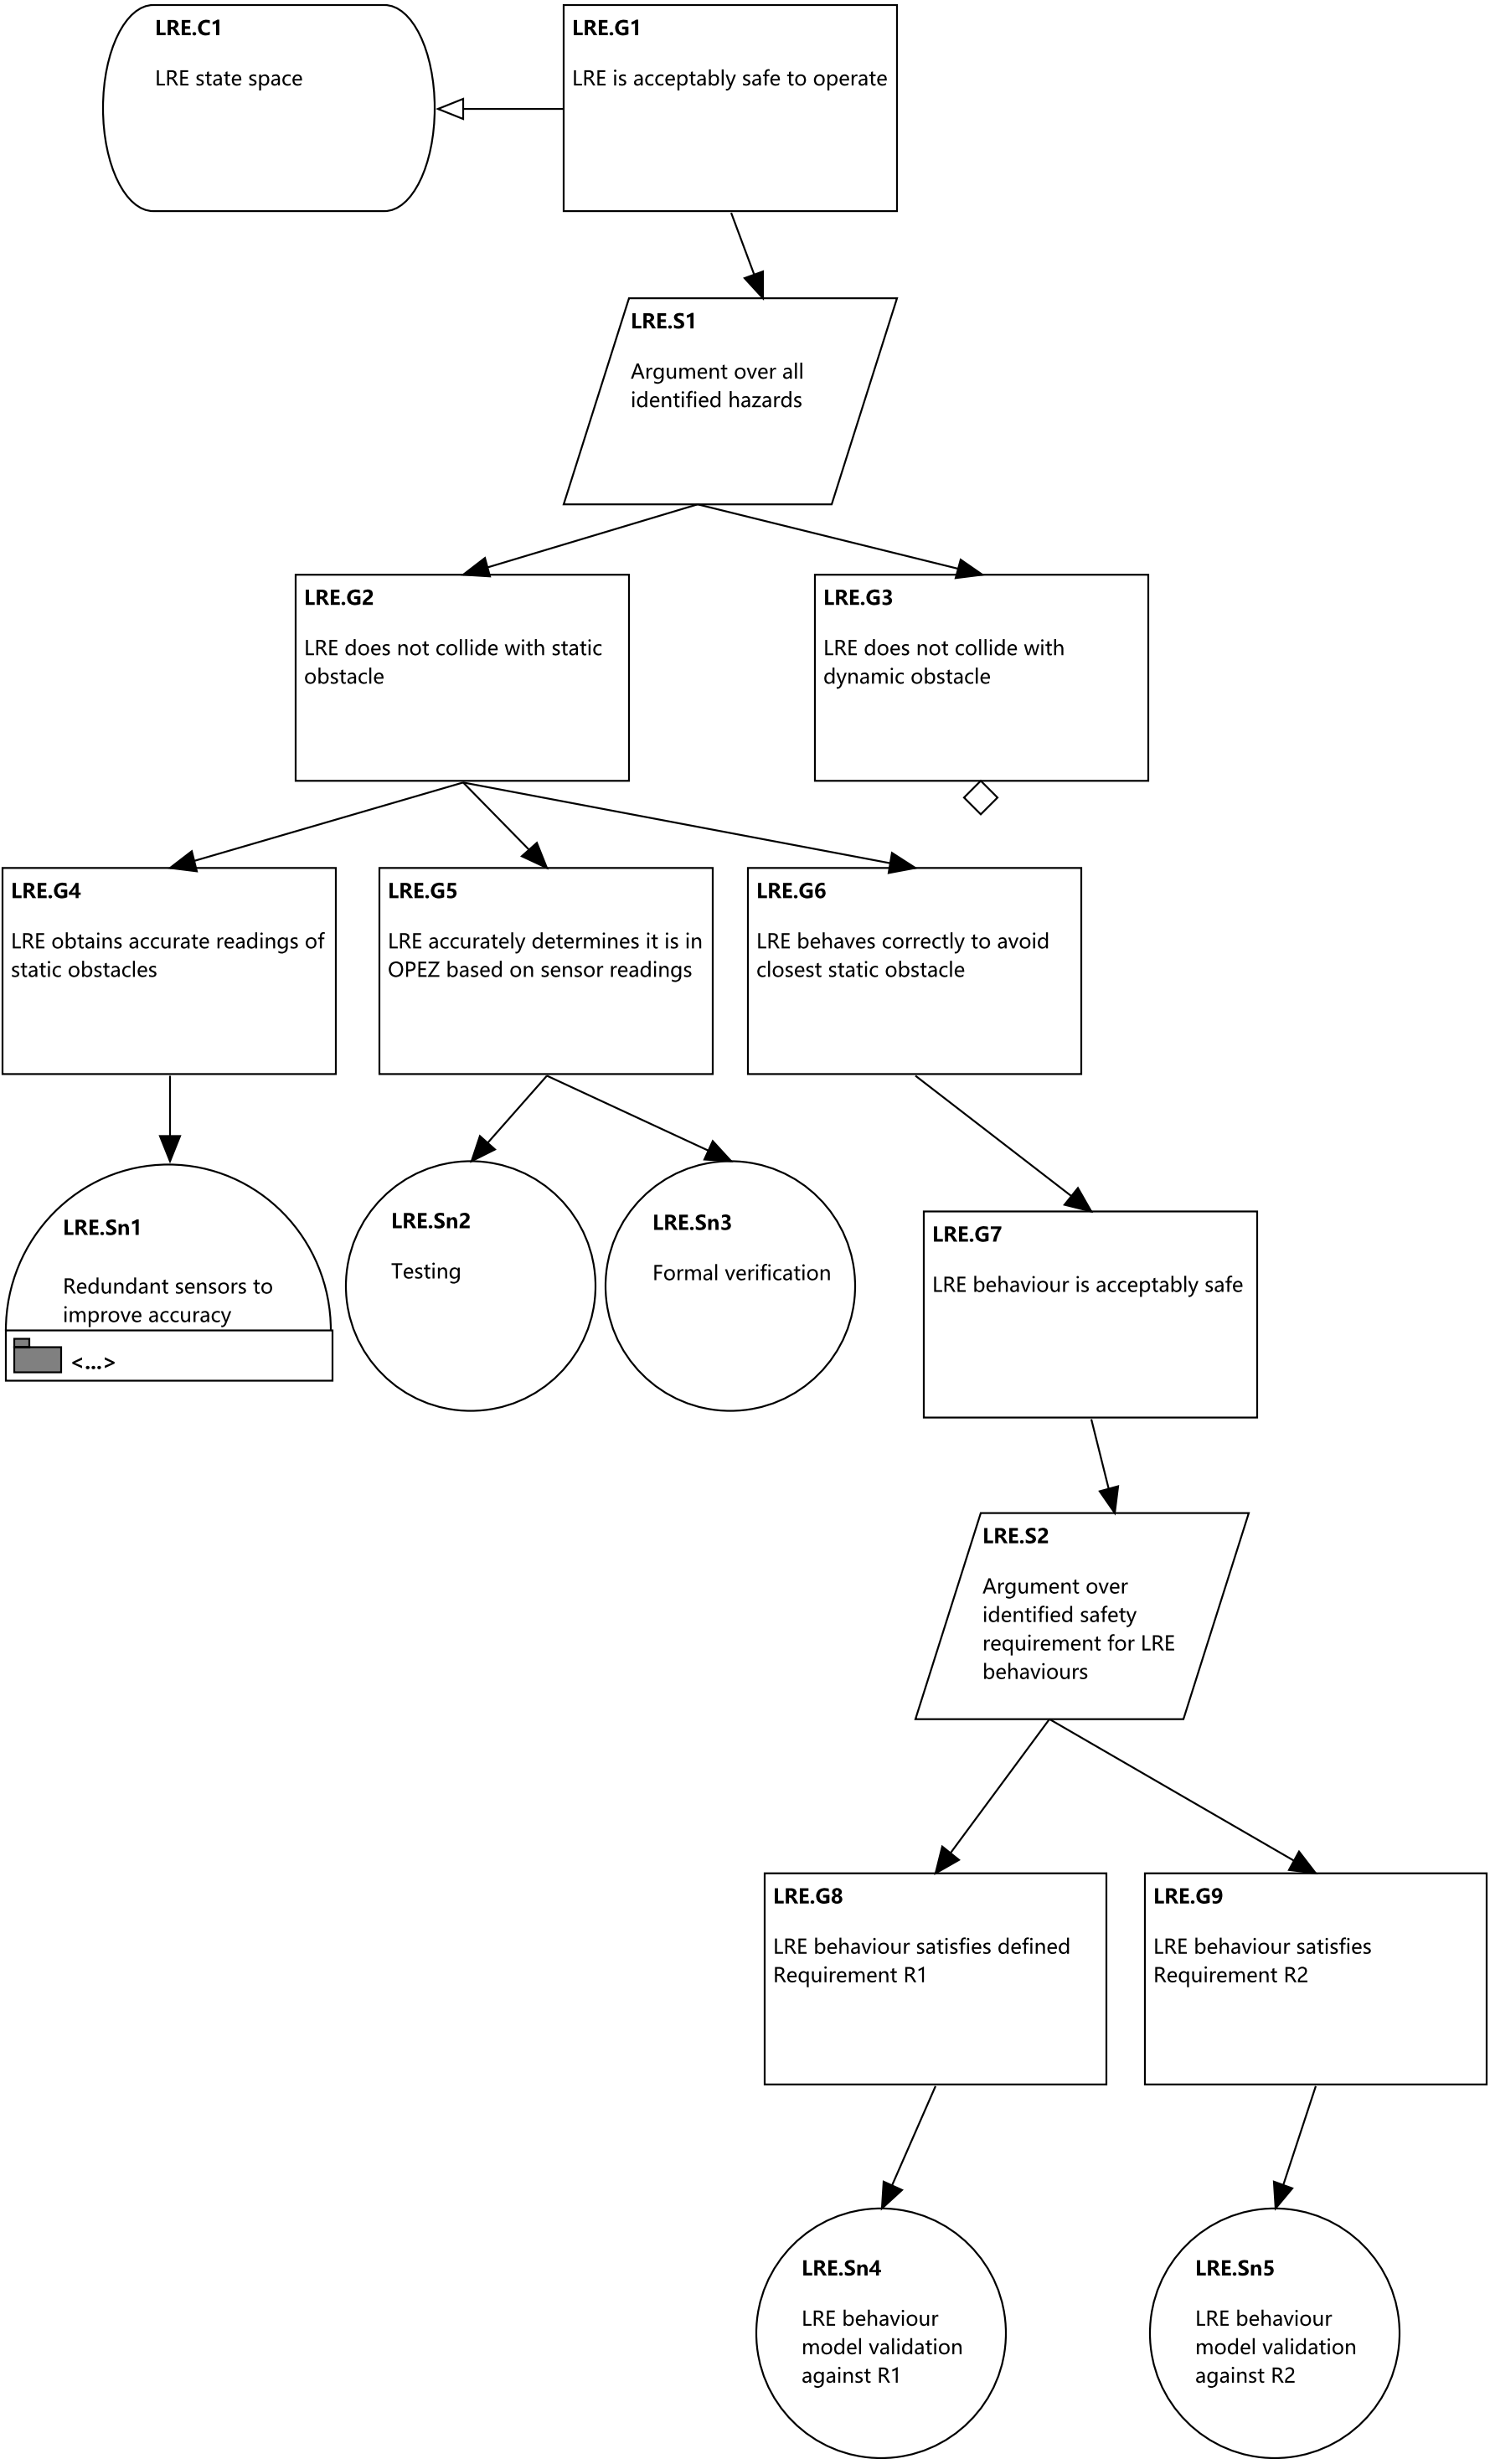 LRE.C1
LRE state space
LRE.G1
LRE is acceptably safe to operate
LRE.S1
Argument over all
identified hazards
LRE.G2
LRE does not collide with static
obstacle
LRE.G3
LRE does not collide with
dynamic obstacle
LRE.G4
LRE obtains accurate readings of
static obstacles
LRE.G5
LRE accurately determines it is in
OPEZ based on sensor readings
LRE.G6
LRE behaves correctly to avoid
closest static obstacle
LRE.Sn1
Redundant sensors to
improve accuracy
<...>
LRE.Sn2
Testing
LRE.Sn3
Formal verification
LRE.G7
LRE behaviour is acceptably safe
LRE.S2
Argument over
identified safety
requirement for LRE
behaviours
LRE.G8
LRE behaviour satisfies defined
Requirement R1
LRE.G9
LRE behaviour satisfies
Requirement R2
LRE.Sn4
LRE behaviour
model validation
against R1
LRE.Sn5
LRE behaviour
model validation
against R2